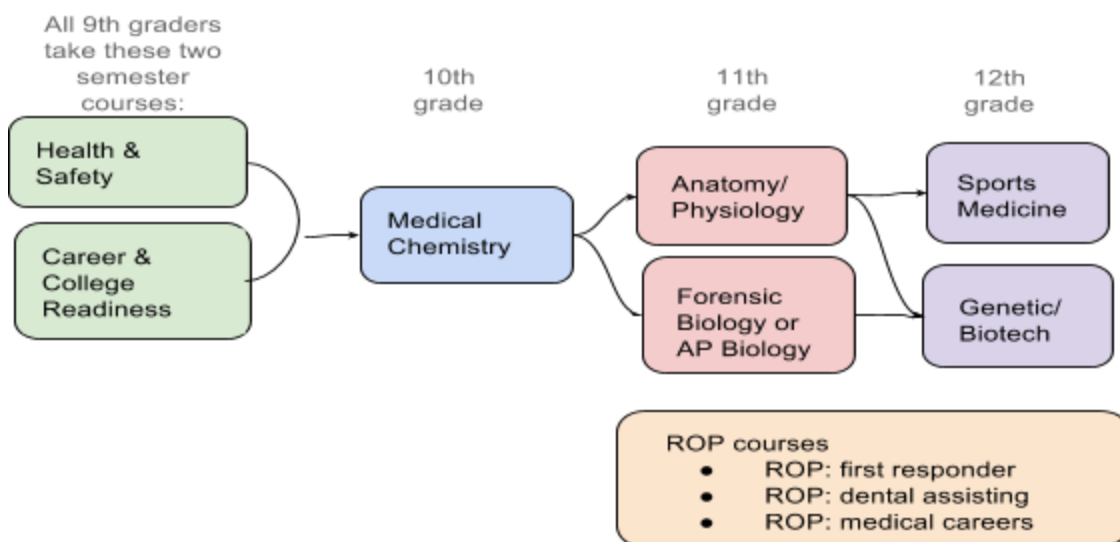 All 9th graders
take these two
semester
courses:
Health &
Safety
Career &
College
Readiness
10th
grade
Medical
Chemistry
11th
grade
Anatomy/
Physiology
Forensic
Biology or
AP Biology
12th
grade
Sports
Medicine
Genetic/
Biotech
ROP courses
● ROP: first responder
● ROP: dental assisting
● ROP: medical careers